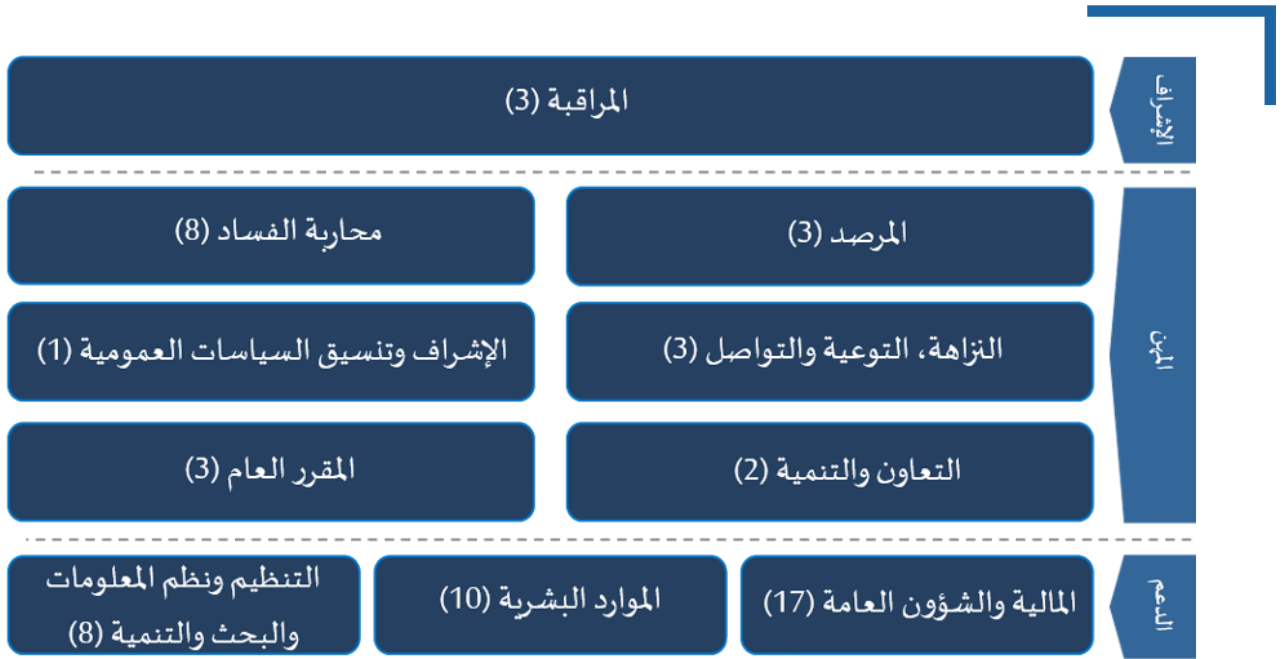 الإشراف
المراقبة (3)
المهن
المرصد (3)
محاربة الفساد (8)
النزاهة، التوعية والتواصل (3)
الإشراف وتنسيق السياسات العمومية (1)
التعاون والتنمية (2)
المقرر العام (3)
الدعم
المالية والشؤون العامة (17)
الموارد البشرية (10)
التنظيم ونظم المعلومات
والبحث والتنمية (8)